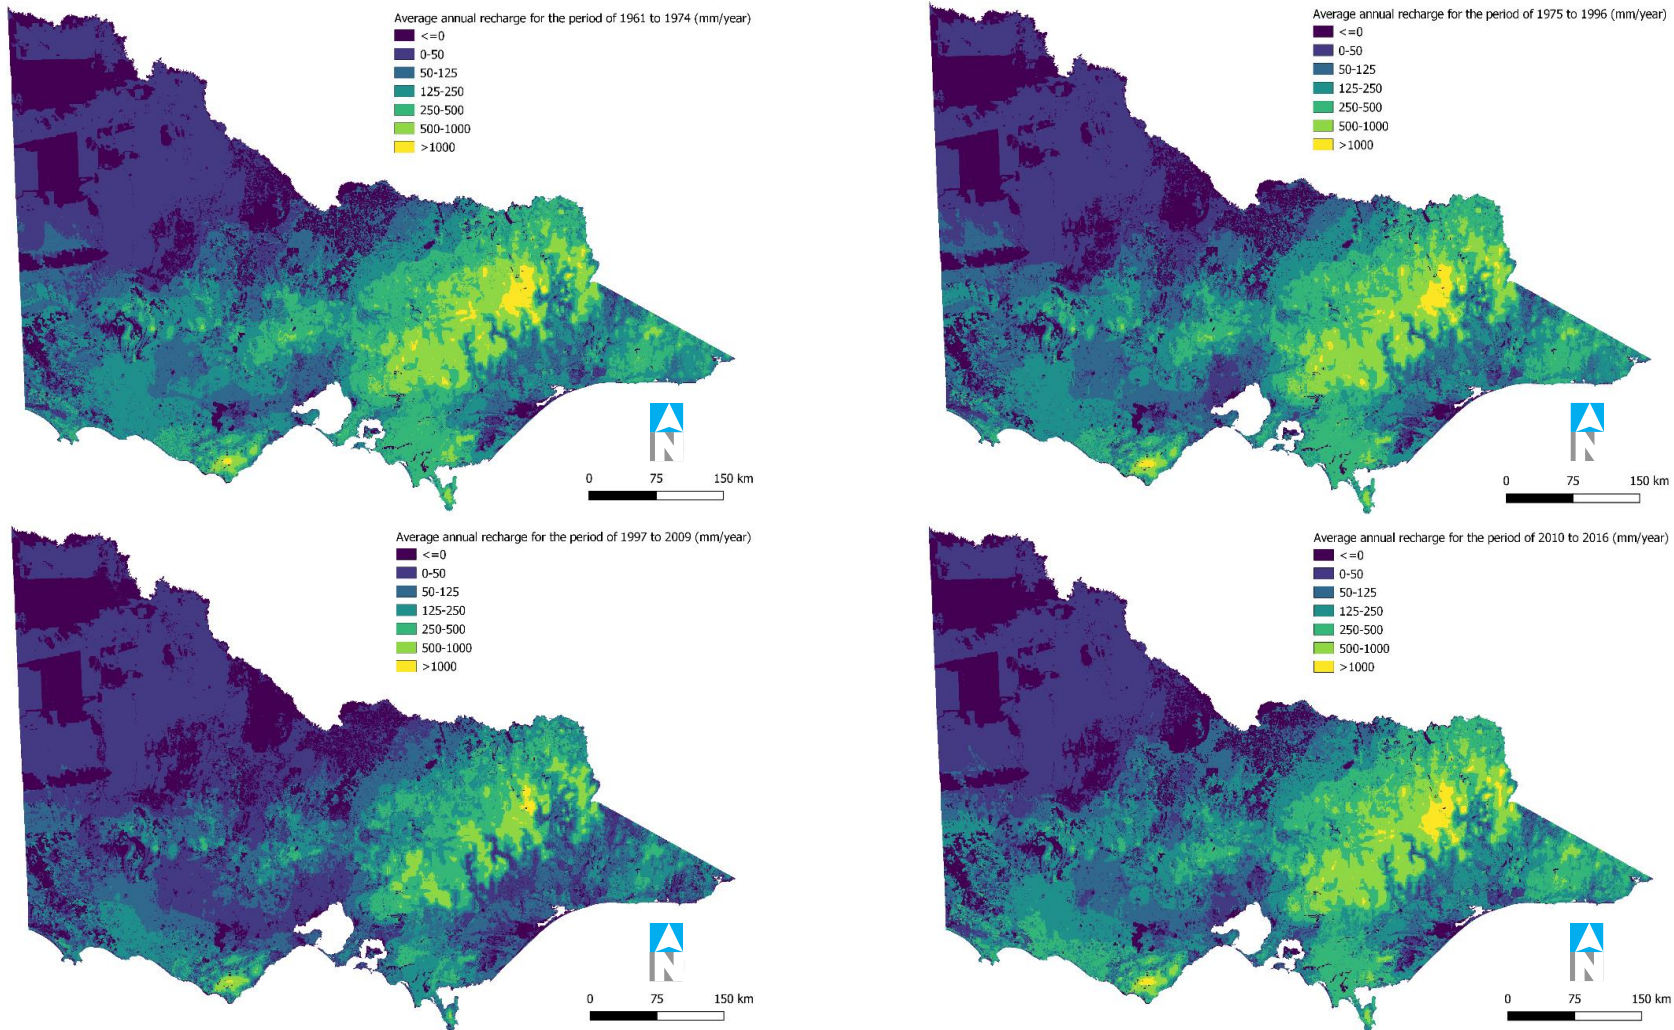 Average annual recharge for the period of 1961 to 1974 (mm/year)
<=0
0-50
50-125
125-250
250-500
500-1000
>1000
N
0 75 150 km
Average annual recharge for the period of 1975 to 1996 (mm/year)
<=0
0-50
50-125
125-250
250-500
500-1000
>1000
N
0 75 150 km
Average annual recharge for the period of 1997 to 2009 (mm/year)
<=0
0-50
50-125
125-250
250-500
500-1000
>1000
N
0 75 150 km
Average annual recharge for the period of 2010 to 2016 (mm/year)
<=0
0-50
50-125
125-250
250-500
500-1000
>1000
N
0 75 150 km